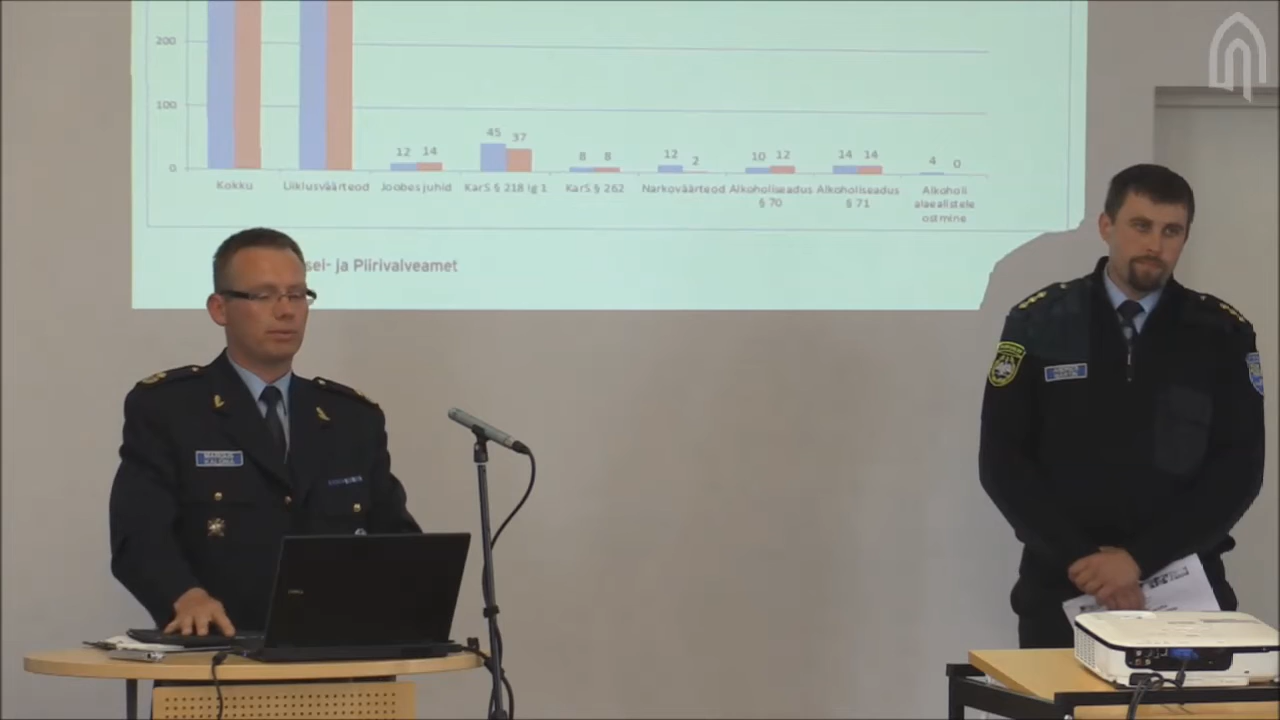 200
100
0
45 37
12 14 8 8 12 2 10 12 14 14 4 0
Kokku Liiklusväärteod Joobes juhid KarS § 218 lg 1 KarS § 262 Narkoväärteod Alkoholiseadus § 70 Alkoholiseadus § 71 Alkoholi alaealistele ostmine
sei- ja Piirivalveamet
DELL